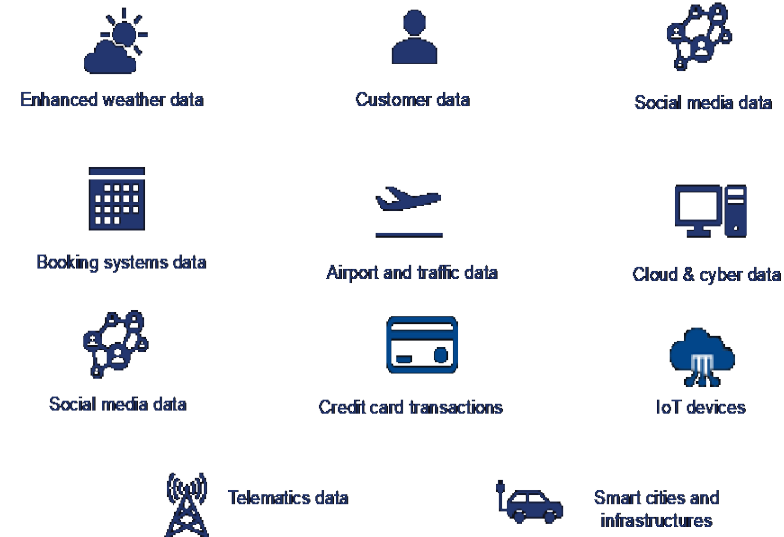 Enhanced weather data
Customer data
Social media data
Booking systems data
Airport and traffic data
Cloud & cyber data
Social media data
Credit card transactions
IoT devices
Telematics data
Smart cities and
infrastructures